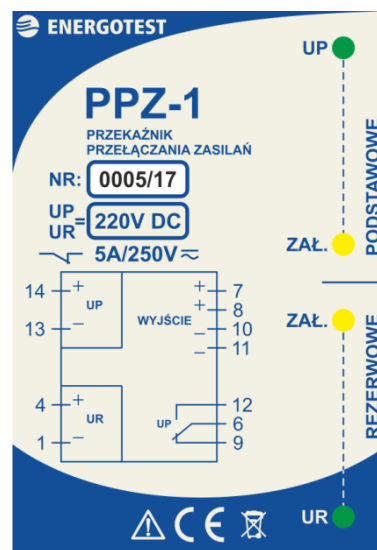 ENERGOTEST
PPZ-1
PRZEKAŹNIK
PRZEŁĄCZANIA ZASILAŃ
NR: 0005/17
UP
UR = 220V DC
5A/250V
14 + UP
13 −
4 + UR
1 −
WYJŚCIE
+ 7
+ 8
− 10
− 11
UP
12
6
9
UP
ZAŁ.
PODSTAWOWE
ZAŁ.
UR
REZERWOWE
CE